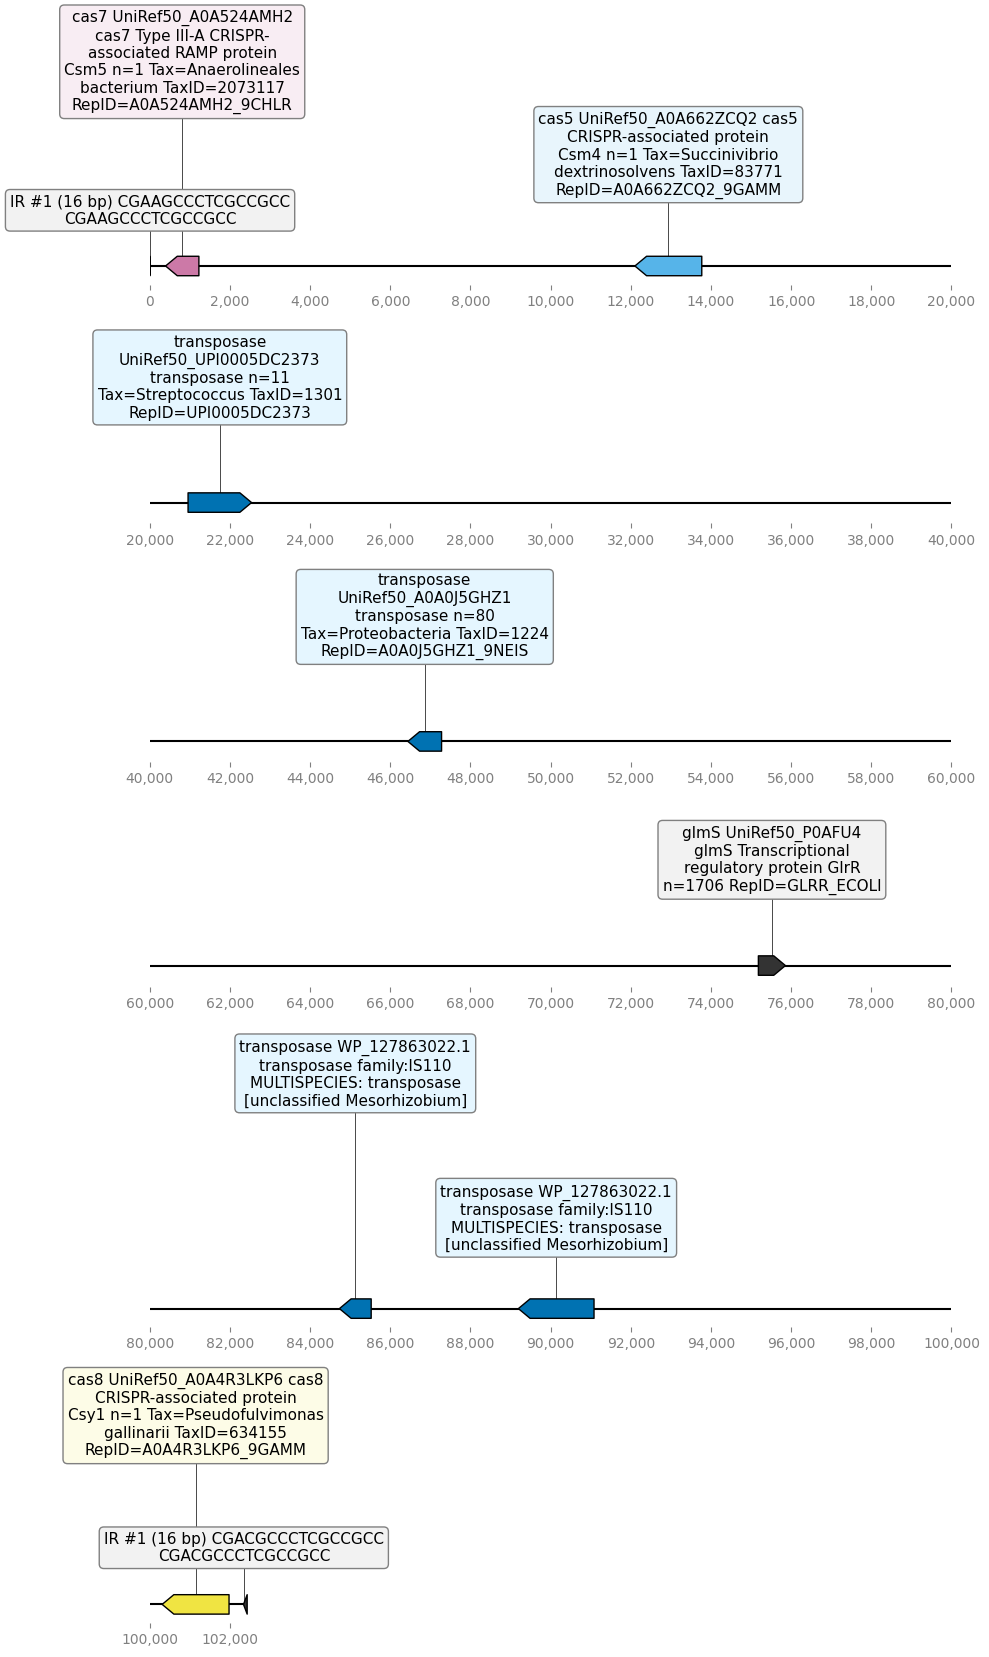 cas7 UniRef50_A0A524AMH2
cas7 Type III-A CRISPR-
associated RAMP protein
Csm5 n=1 Tax=Anaerolineales
bacterium TaxID=2073117
RepID=A0A524AMH2_9CHLR
cas5 UniRef50_A0A662ZCQ2 cas5
CRISPR-associated protein
Csm4 n=1 Tax=Succinivibrio
dextrinosolvens TaxID=83771
RepID=A0A662ZCQ2_9GAMM
IR #1 (16 bp) CGAAGCCCTCGCCGCC
CGAAGCCCTCGCCGCC
0 2,000 4,000 6,000 8,000 10,000 12,000 14,000 16,000 18,000 20,000
transposase
UniRef50_UPI0005DC2373
transposase n=11
Tax=Streptococcus TaxID=1301
RepID=UPI0005DC2373
20,000 22,000 24,000 26,000 28,000 30,000 32,000 34,000 36,000 38,000 40,000
transposase
UniRef50_A0A0J5GHZ1
transposase n=80
Tax=Proteobacteria TaxID=1224
RepID=A0A0J5GHZ1_9NEIS
40,000 42,000 44,000 46,000 48,000 50,000 52,000 54,000 56,000 58,000 60,000
glmS UniRef50_P0AFU4
glmS Transcriptional
regulatory protein GlrR
n=1706 RepID=GLRR_ECOLI
60,000 62,000 64,000 66,000 68,000 70,000 72,000 74,000 76,000 78,000 80,000
transposase WP_127863022.1
transposase family:IS110
MULTISPECIES: transposase
[unclassified Mesorhizobium]
transposase WP_127863022.1
transposase family:IS110
MULTISPECIES: transposase
[unclassified Mesorhizobium]
80,000 82,000 84,000 86,000 88,000 90,000 92,000 94,000 96,000 98,000 100,000
cas8 UniRef50_A0A4R3LKP6 cas8
CRISPR-associated protein
Csy1 n=1 Tax=Pseudofulvimonas
gallinarii TaxID=634155
RepID=A0A4R3LKP6_9GAMM
IR #1 (16 bp) CGACGCCCTCGCCGCC
CGACGCCCTCGCCGCC
100,000 102,000